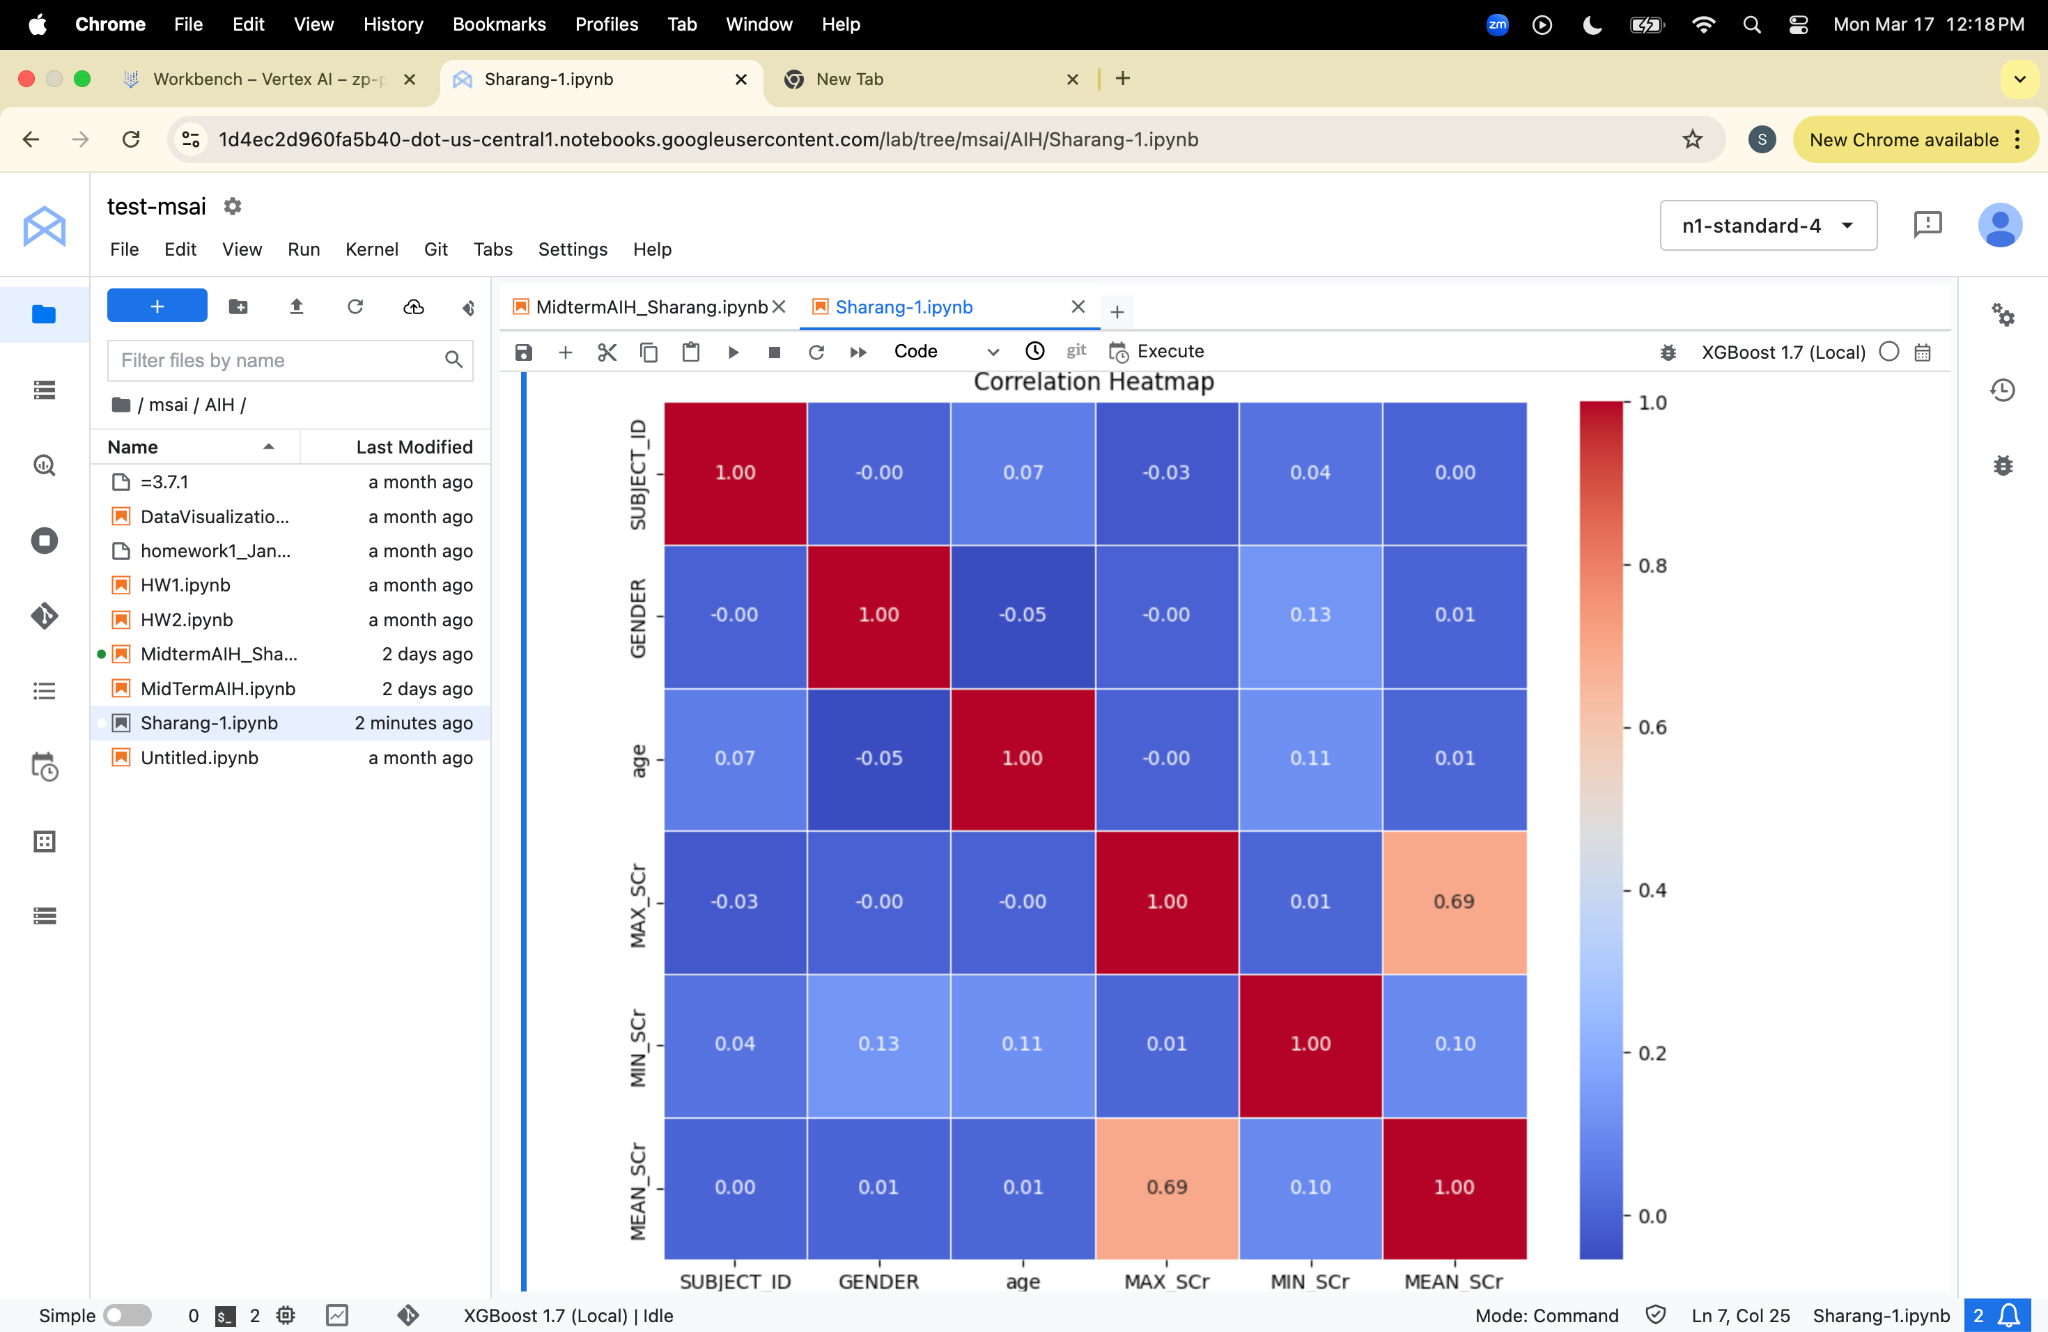 Chrome File Edit View History Bookmarks Profiles Tab Window Help zm Mon Mar 17 12:18 PM
Workbench – Vertex AI – zp-p Sharang-1.ipynb New Tab
1d4ec2d960fa5b40-dot-us-central1.notebooks.googleusercontent.com/lab/tree/msai/AIH/Sharang-1.ipynb S New Chrome available
test-msai
n1-standard-4
File Edit View Run Kernel Git Tabs Settings Help
MidtermAIH_Sharang.ipynb Sharang-1.ipynb
Code git Execute XGBoost 1.7 (Local)
Filter files by name
/ msai / AIH /
Name Last Modified
=3.7.1 a month ago
DataVisualizatio... a month ago
homework1_Jan... a month ago
HW1.ipynb a month ago
HW2.ipynb a month ago
MidtermAIH_Sha... 2 days ago
MidTermAIH.ipynb 2 days ago
Sharang-1.ipynb 2 minutes ago
Untitled.ipynb a month ago
Correlation Heatmap
SUBJECT_ID 1.00 -0.00 0.07 -0.03 0.04 0.00
GENDER -0.00 1.00 -0.05 -0.00 0.13 0.01
age 0.07 -0.05 1.00 -0.00 0.11 0.01
MAX_SCr -0.03 -0.00 -0.00 1.00 0.01 0.69
MIN_SCr 0.04 0.13 0.11 0.01 1.00 0.10
MEAN_SCr 0.00 0.01 0.01 0.69 0.10 1.00
SUBJECT_ID GENDER age MAX_SCr MIN_SCr MEAN_SCr
1.0
0.8
0.6
0.4
0.2
0.0
Simple 0 $_ 2 XGBoost 1.7 (Local) | Idle Mode: Command Ln 7, Col 25 Sharang-1.ipynb 2